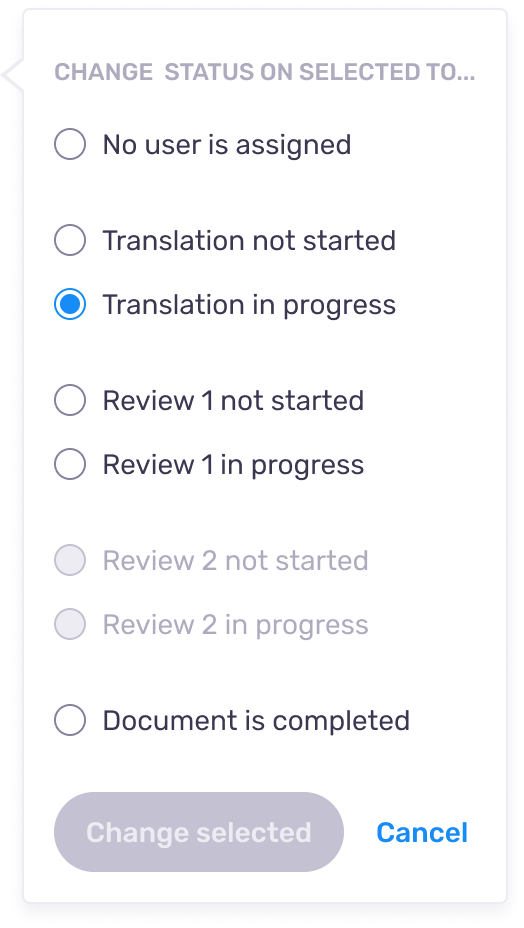 CHANGE STATUS ON SELECTED TO...
No user is assigned
Translation not started
Translation in progress
Review 1 not started
Review 1 in progress
Review 2 not started
Review 2 in progress
Document is completed
Change selected
Cancel